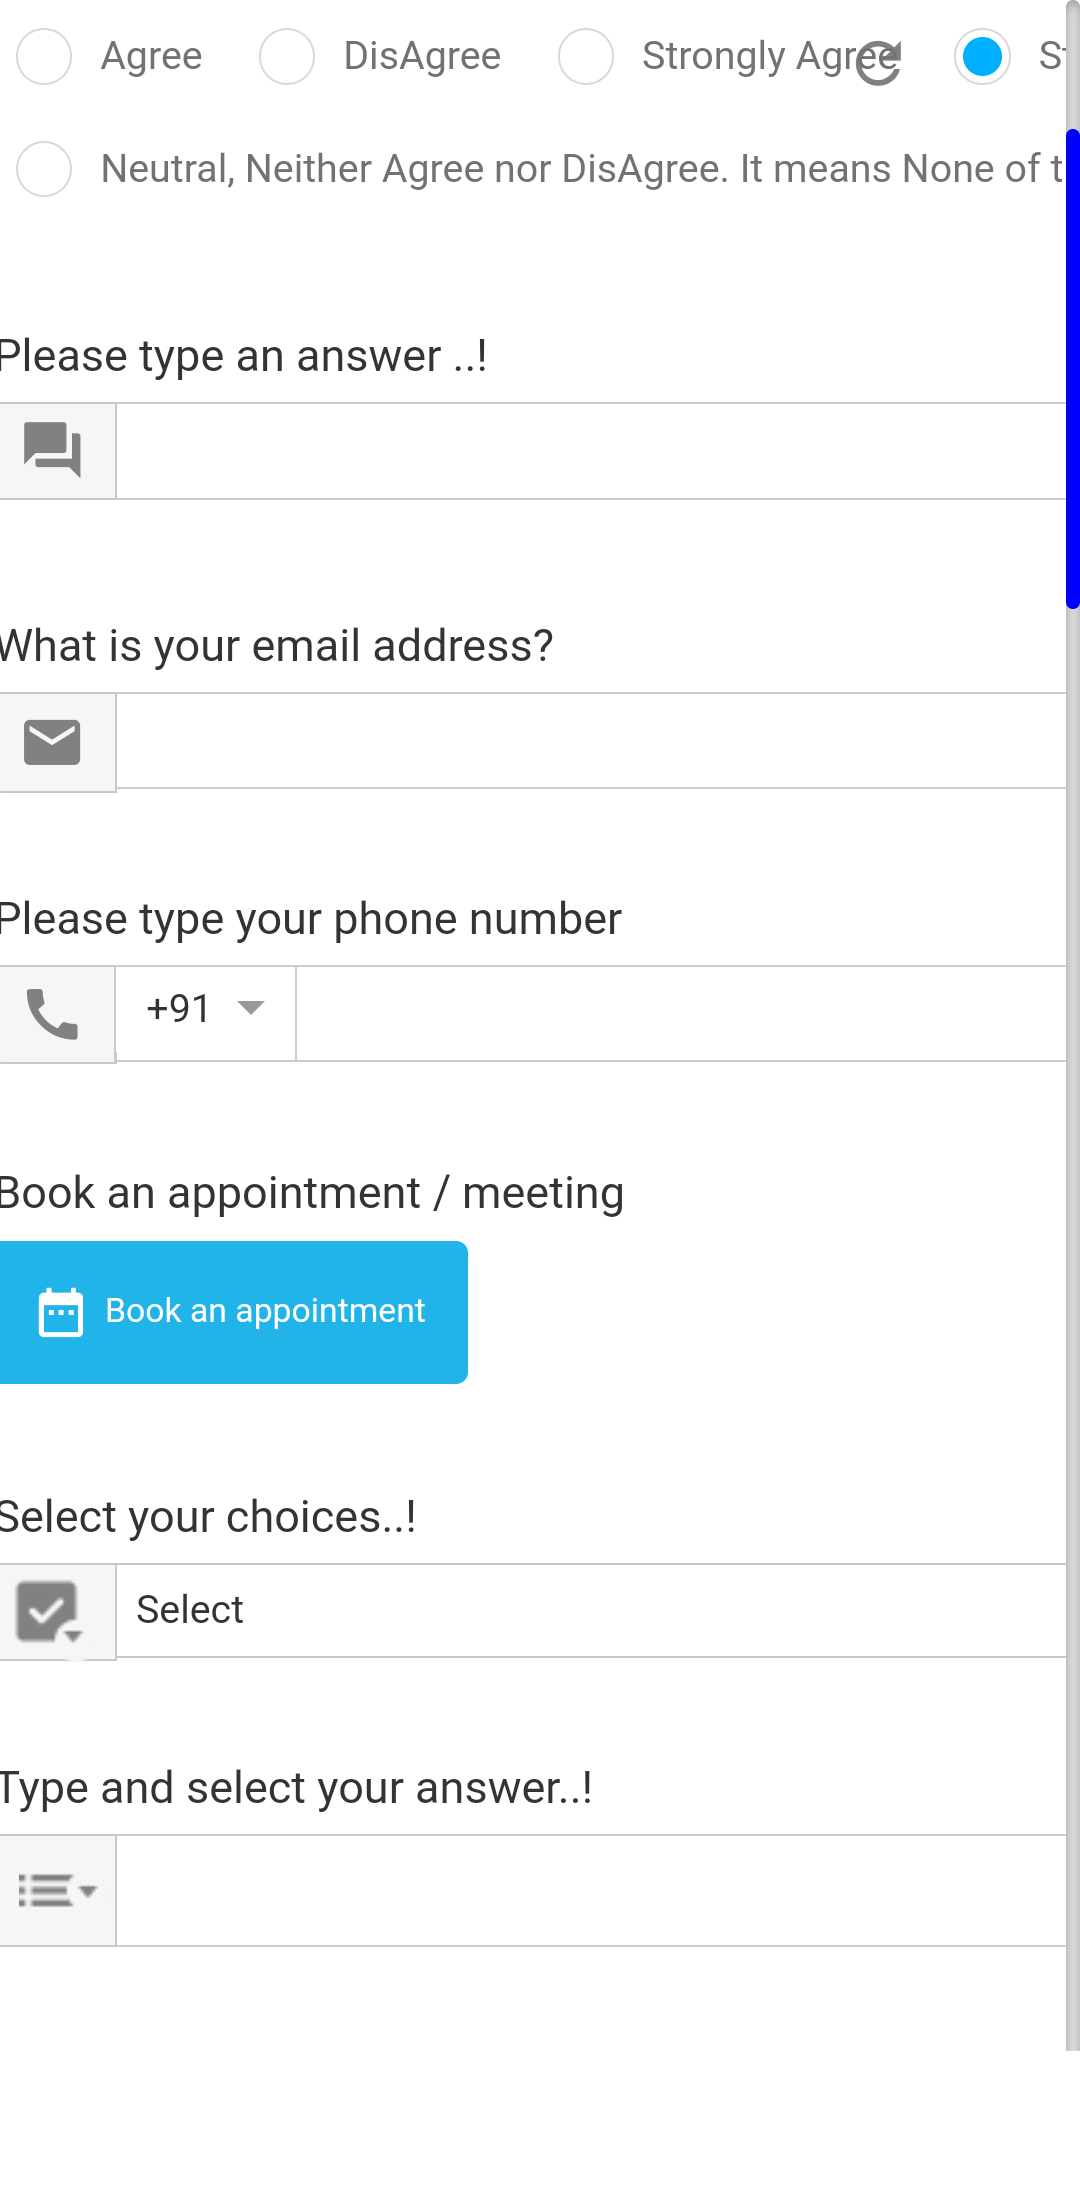 Agree DisAgree Strongly Agree
Neutral, Neither Agree nor DisAgree. It means None of
Please type an answer ..!
What is your email address?
Please type your phone number
+91
Book an appointment / meeting
Book an appointment
Select your choices..!
Select
Type and select your answer..!